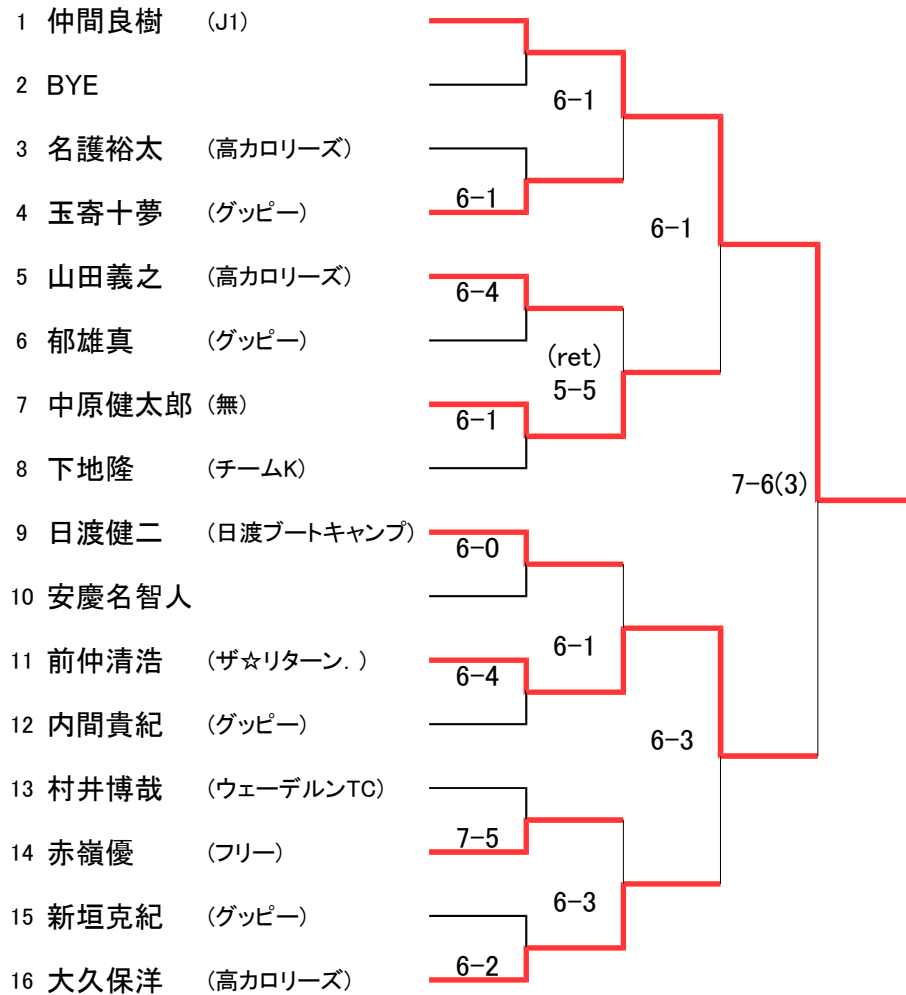 1 仲間良樹 (J1)
2 BYE
6-1
3 名護裕太 (高カロリーズ)
6-1
4 玉寄十夢 (グッピー)
6-1
5 山田義之 (高カロリーズ)
6-4
6 郁雄真 (グッピー)
(ret)
5-5
7 中原健太郎 (無)
6-1
8 下地隆 (チームK)
7-6(3)
9 日渡健二 (日渡ブートキャンプ)
6-0
10 安慶名智人
6-1
11 前仲清浩 (ザ☆リターン.)
6-4
12 内間貴紀 (グッピー)
6-3
13 村井博哉 (ウェーデルンTC)
7-5
14 赤嶺優 (フリー)
6-3
15 新垣克紀 (グッピー)
6-2
16 大久保洋 (高カロリーズ)